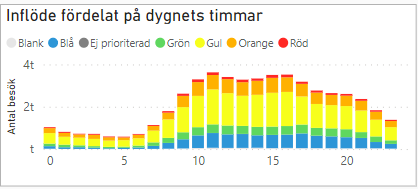 Inflöde fördelat på dygnets timmar
Blank Blå Ej prioriterad Grön Gul Orange Röd
4t
2t
t
Antal besök
0 5 10 15 20